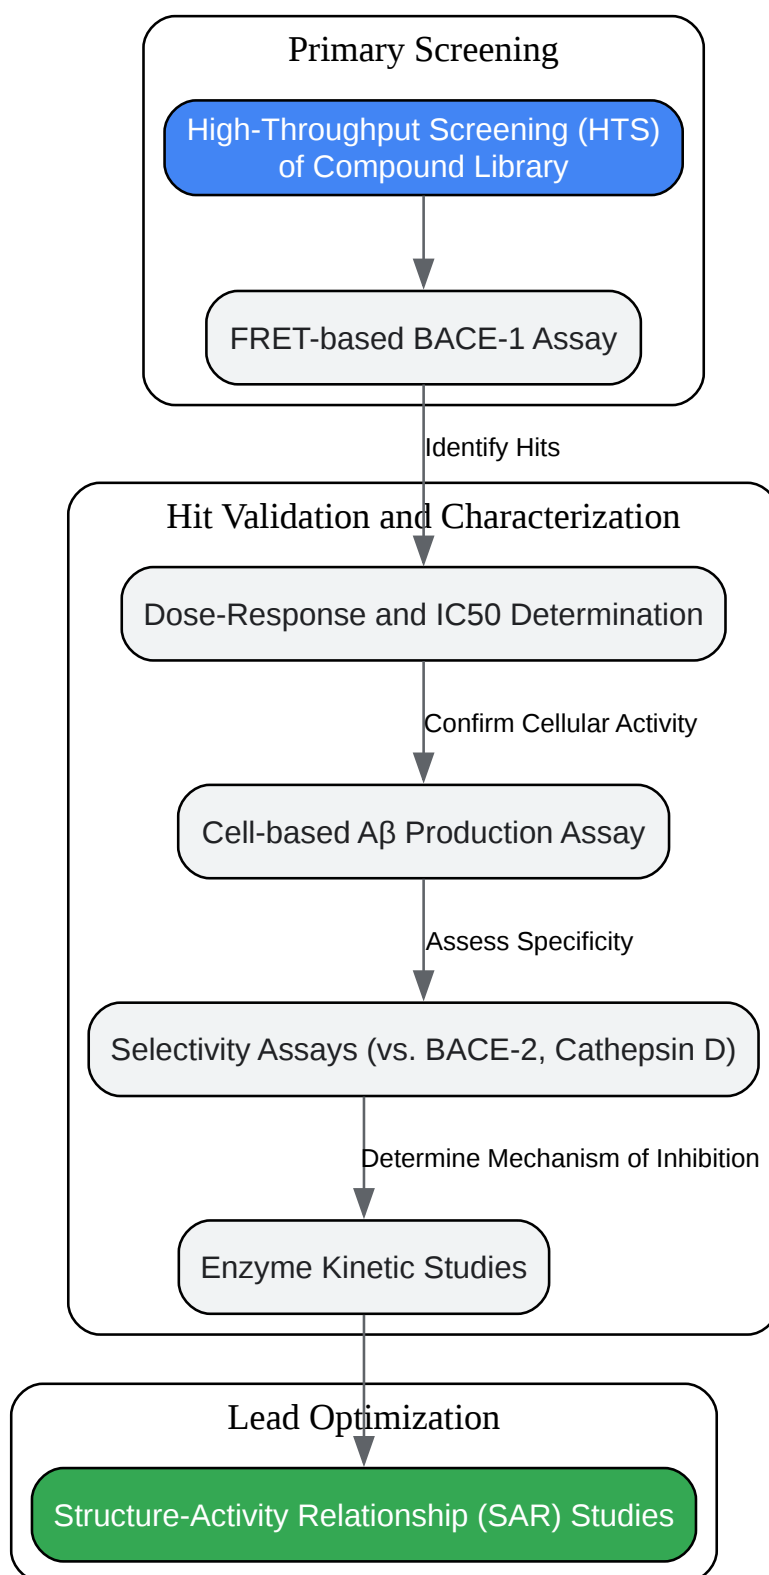 Primary Screening
High-Throughput Screening (HTS)
of Compound Library
FRET-based BACE-1 Assay
Identify Hits
Hit Validation and Characterization
Dose-Response and IC50 Determination
Confirm Cellular Activity
Cell-based Aβ Production Assay
Assess Specificity
Selectivity Assays (vs. BACE-2, Cathepsin D)
Determine Mechanism of Inhibition
Enzyme Kinetic Studies
Lead Optimization
Structure-Activity Relationship (SAR) Studies